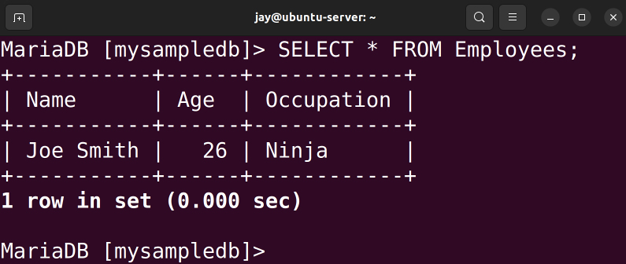 jay@ubuntu-server: ~
MariaDB [mysampledb]> SELECT * FROM Employees;
+-----------+------+------------+
| Name      | Age  | Occupation |
+-----------+------+------------+
| Joe Smith |   26 | Ninja      |
+-----------+------+------------+
1 row in set (0.000 sec)
MariaDB [mysampledb]>